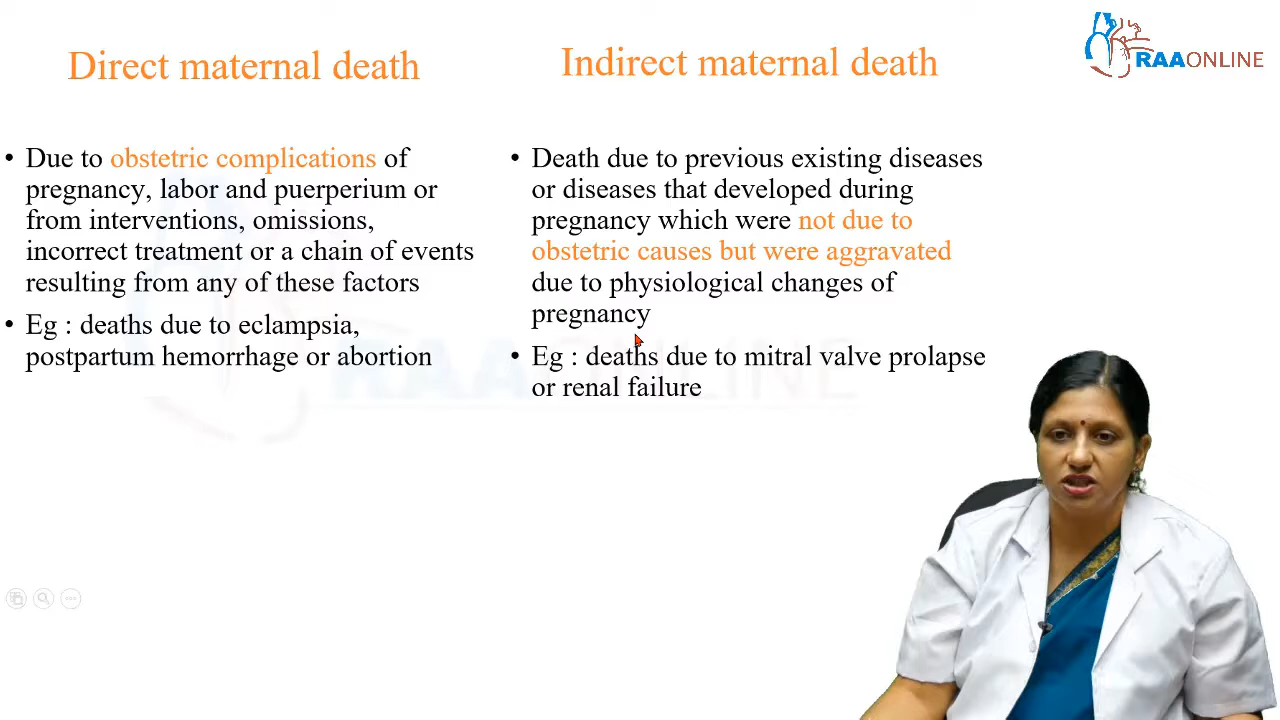 Direct maternal death
Indirect maternal death
RAAONLINE
• Due to obstetric complications of
pregnancy, labor and puerperium or
from interventions, omissions,
incorrect treatment or a chain of events
resulting from any of these factors
• Eg : deaths due to eclampsia,
postpartum hemorrhage or abortion
• Death due to previous existing diseases
or diseases that developed during
pregnancy which were not due to
obstetric causes but were aggravated
due to physiological changes of
pregnancy
• Eg : deaths due to mitral valve prolapse
or renal failure
RAAONLINE